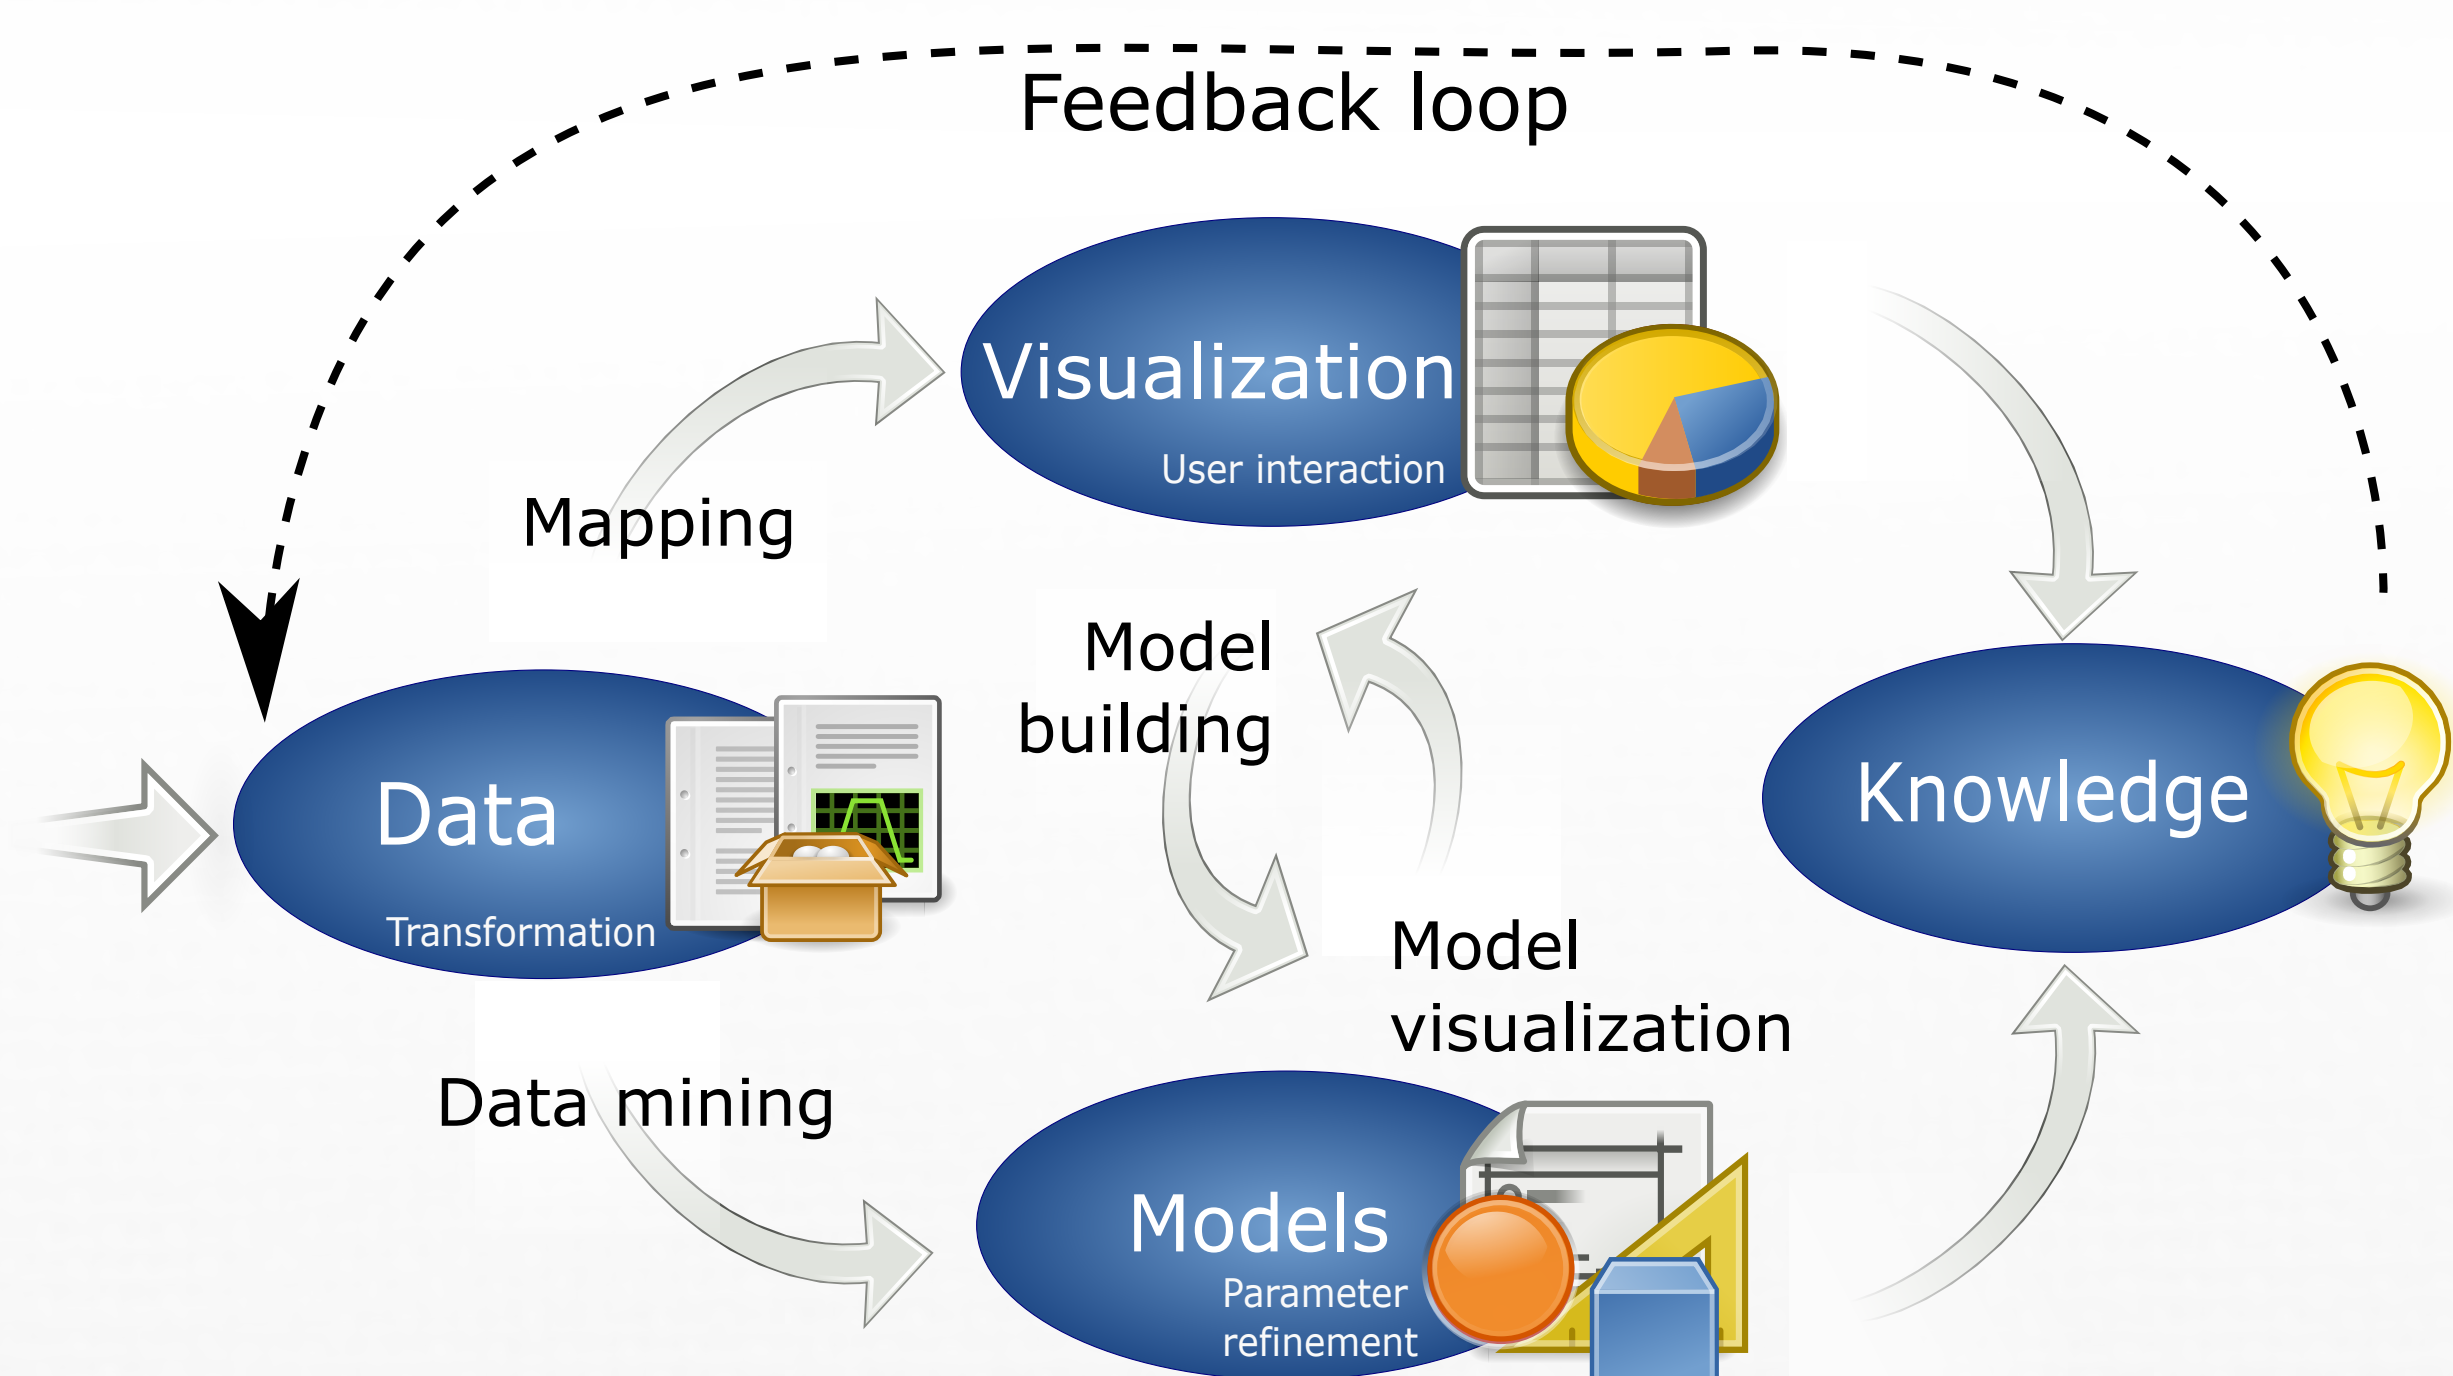 Feedback loop
Visualization
User interaction
Mapping
Model
building
Data
Transformation
Knowledge
Model
visualization
Data mining
Models
Parameter
refinement